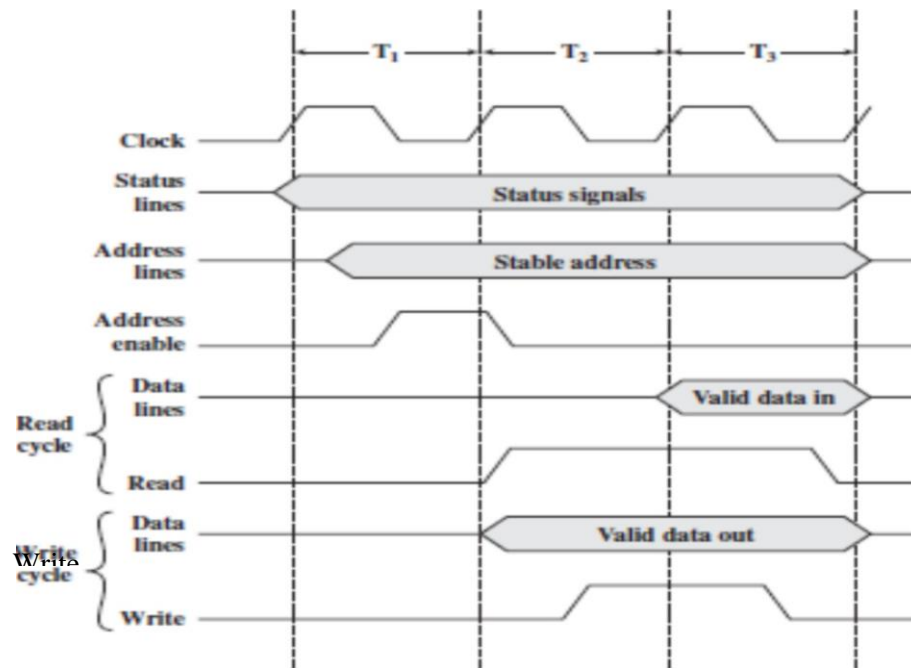 T₁ T₂ T₃
Clock
Status
lines
Status signals
Address
lines
Stable address
Address
enable
Read
cycle
Data
lines
Valid data in
Read
Write
Write
cycle
Data
lines
Valid data out
Write